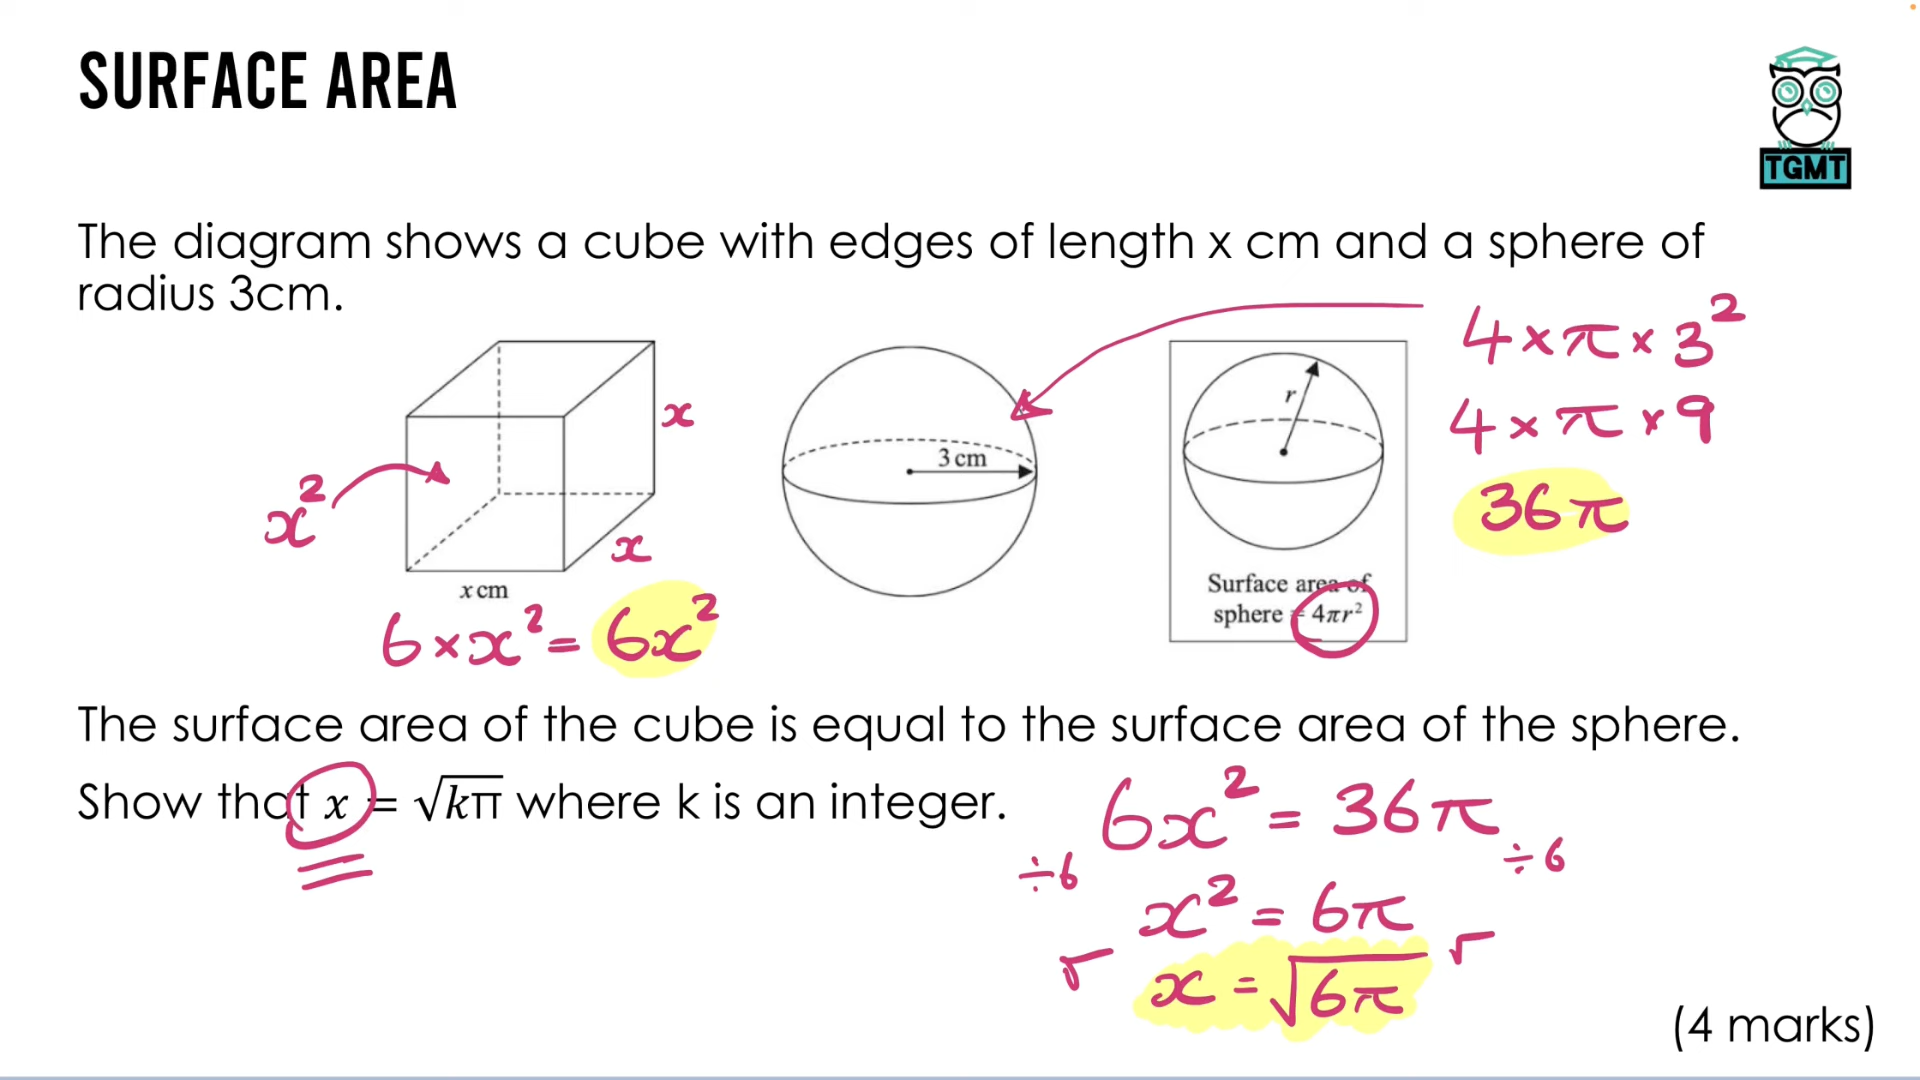 SURFACE AREA
TGMT
The diagram shows a cube with edges of length x cm and a sphere of
radius 3cm.
4 × π × 3²
4 × π × 9
36π
x
x²
x
x cm
6 × x² = 6x²
3 cm
r
Surface area of
sphere = 4πr²
The surface area of the cube is equal to the surface area of the sphere.
Show that x = √kπ where k is an integer.
6x² = 36π
÷6 ÷6
x² = 6π
√ √
x = √6π
(4 marks)